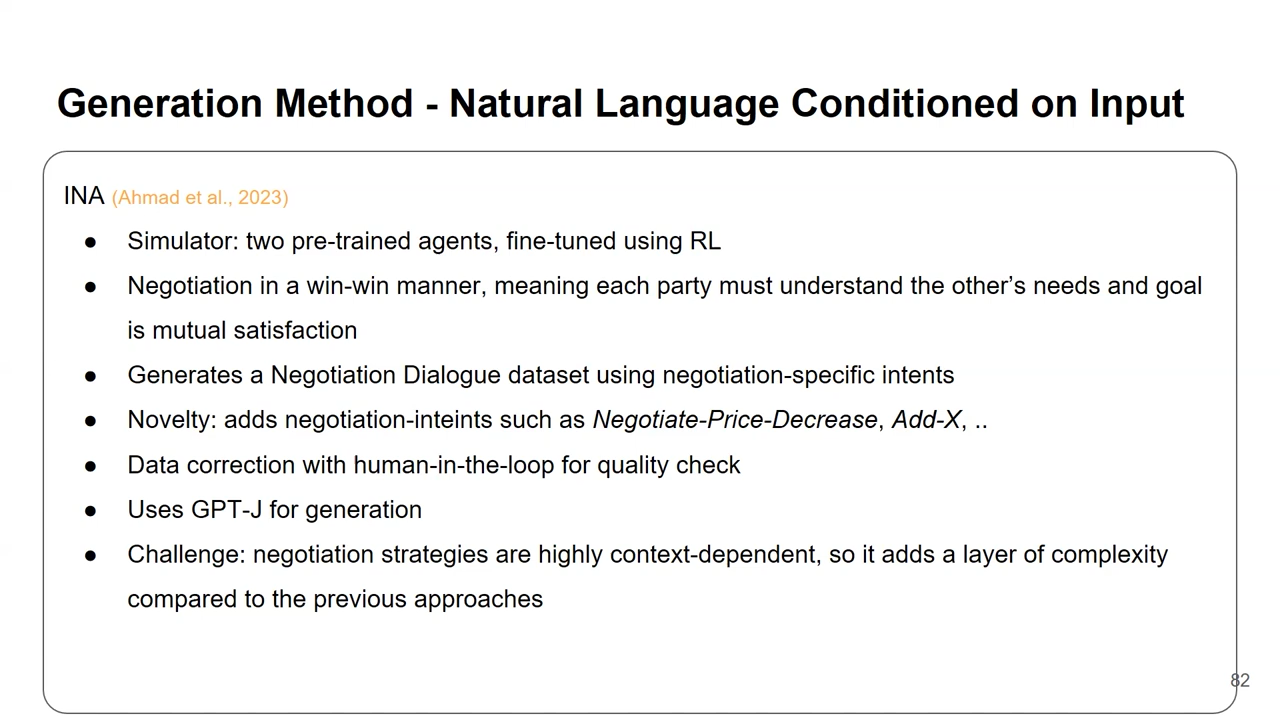 Generation Method - Natural Language Conditioned on Input
INA (Ahmad et al., 2023)
● Simulator: two pre-trained agents, fine-tuned using RL
● Negotiation in a win-win manner, meaning each party must understand the other’s needs and goal
is mutual satisfaction
● Generates a Negotiation Dialogue dataset using negotiation-specific intents
● Novelty: adds negotiation-inteints such as Negotiate-Price-Decrease, Add-X, ..
● Data correction with human-in-the-loop for quality check
● Uses GPT-J for generation
● Challenge: negotiation strategies are highly context-dependent, so it adds a layer of complexity
compared to the previous approaches
82